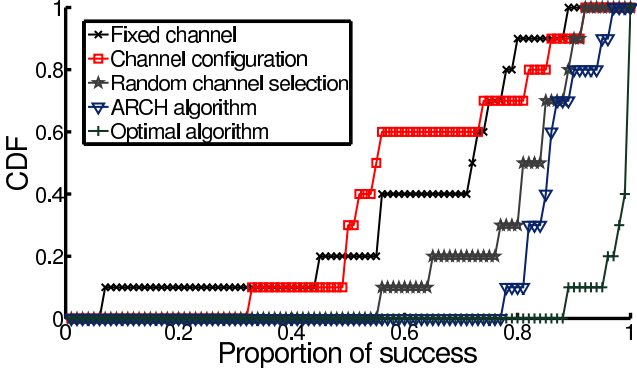 1
0.8
0.6
0.4
0.2
0
CDF
Fixed channel
Channel configuration
Random channel selection
ARCH algorithm
Optimal algorithm
0 0.2 0.4 0.6 0.8 1
Proportion of success